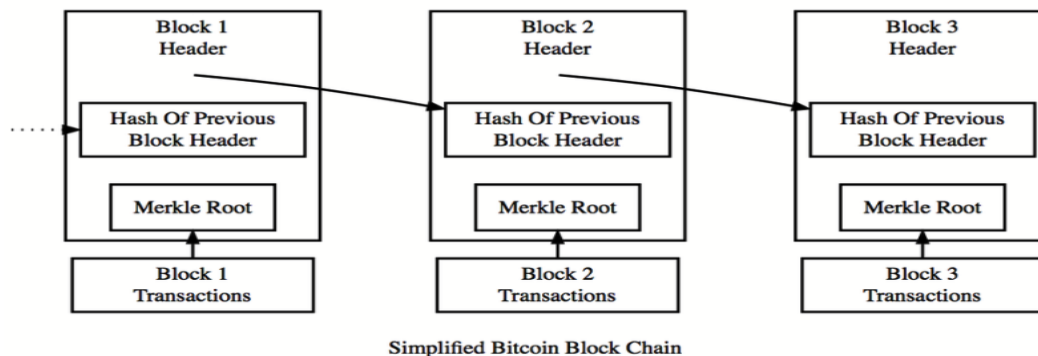 Block 1
Header
Hash Of Previous
Block Header
Merkle Root
Block 1
Transactions
Block 2
Header
Hash Of Previous
Block Header
Merkle Root
Block 2
Transactions
Block 3
Header
Hash Of Previous
Block Header
Merkle Root
Block 3
Transactions
Simplified Bitcoin Block Chain